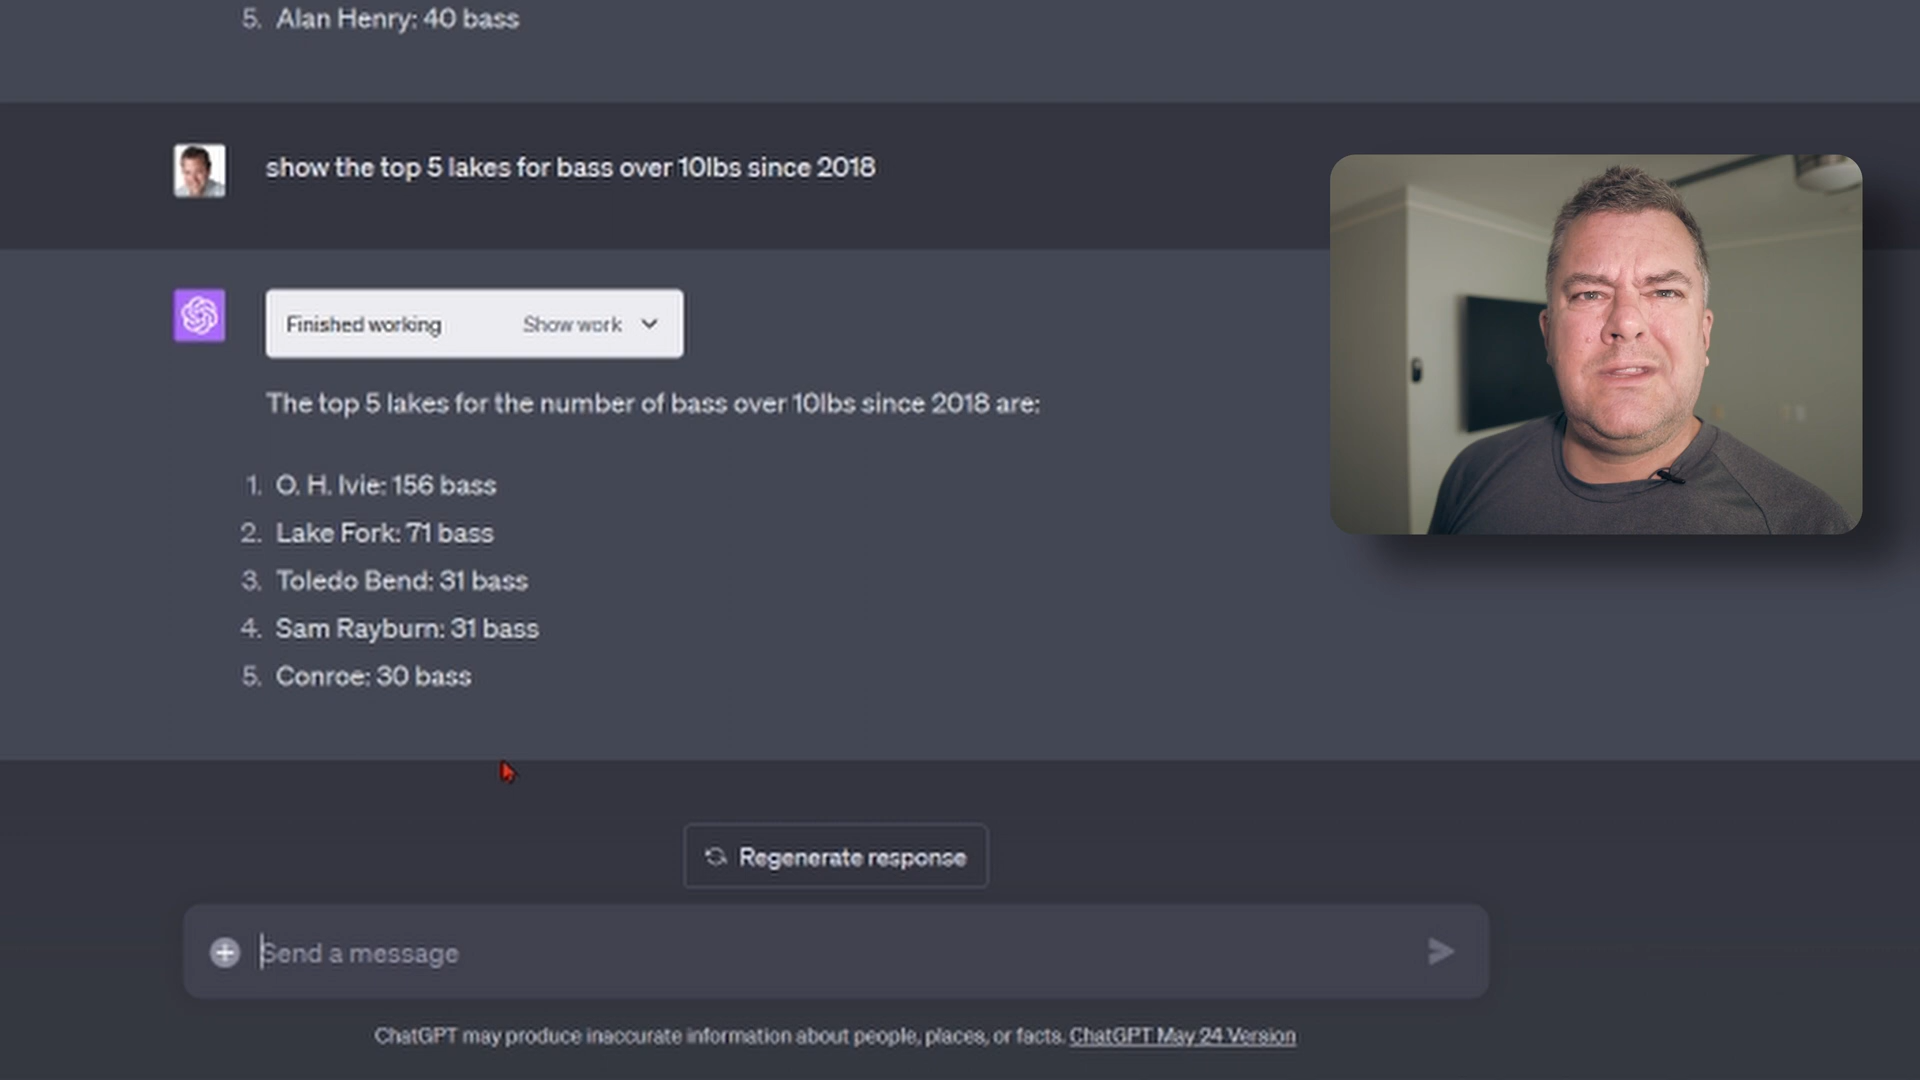 5. Alan Henry: 40 bass
show the top 5 lakes for bass over 10lbs since 2018
Finished working Show work
The top 5 lakes for the number of bass over 10lbs since 2018 are:
1. O. H. Ivie: 156 bass
2. Lake Fork: 71 bass
3. Toledo Bend: 31 bass
4. Sam Rayburn: 31 bass
5. Conroe: 30 bass
Regenerate response
Send a message
ChatGPT may produce inaccurate information about people, places, or facts. ChatGPT May 24 Version